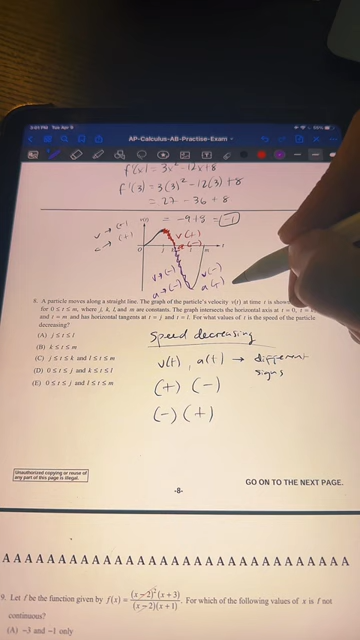 3:01 PM Tue Apr 9
AP-Calculus-AB-Practise-Exam
f'(x) = 3x² - 12x + 8
f'(3) = 3(3)² - 12(3) + 8
= 27 - 36 + 8
= -9 + 8 = -1
v → (-)
a → (+)
v(t)
v (+)
a (-)
O
j
k
l
m
t
v → (-)
a → (-)
v (-)
a (+)
8. A particle moves along a straight line. The graph of the particle's velocity v(t) at time t is shown
for 0 ≤ t ≤ m, where j, k, l, and m are constants. The graph intersects the horizontal axis at t = 0, t =
and t = m and has horizontal tangents at t = j and t = l. For what values of t is the speed of the particle
decreasing?
(A) j ≤ t ≤ l
(B) k ≤ t ≤ m
(C) j ≤ t ≤ k and l ≤ t ≤ m
(D) 0 ≤ t ≤ j and k ≤ t ≤ l
(E) 0 ≤ t ≤ j and l ≤ t ≤ m
Speed decreasing
v(t), a(t) → different
signs
(+) (-)
(-) (+)
Unauthorized copying or reuse of
any part of this page is illegal.
-8-
GO ON TO THE NEXT PAGE.
A A A A A A A A A A A A A A A A A A A A A A A A A A A A A A
9. Let f be the function given by f(x) = (x-2)²(x+3) / (x-2)(x+1). For which of the following values of x is f not
continuous?
(A) -3 and -1 only